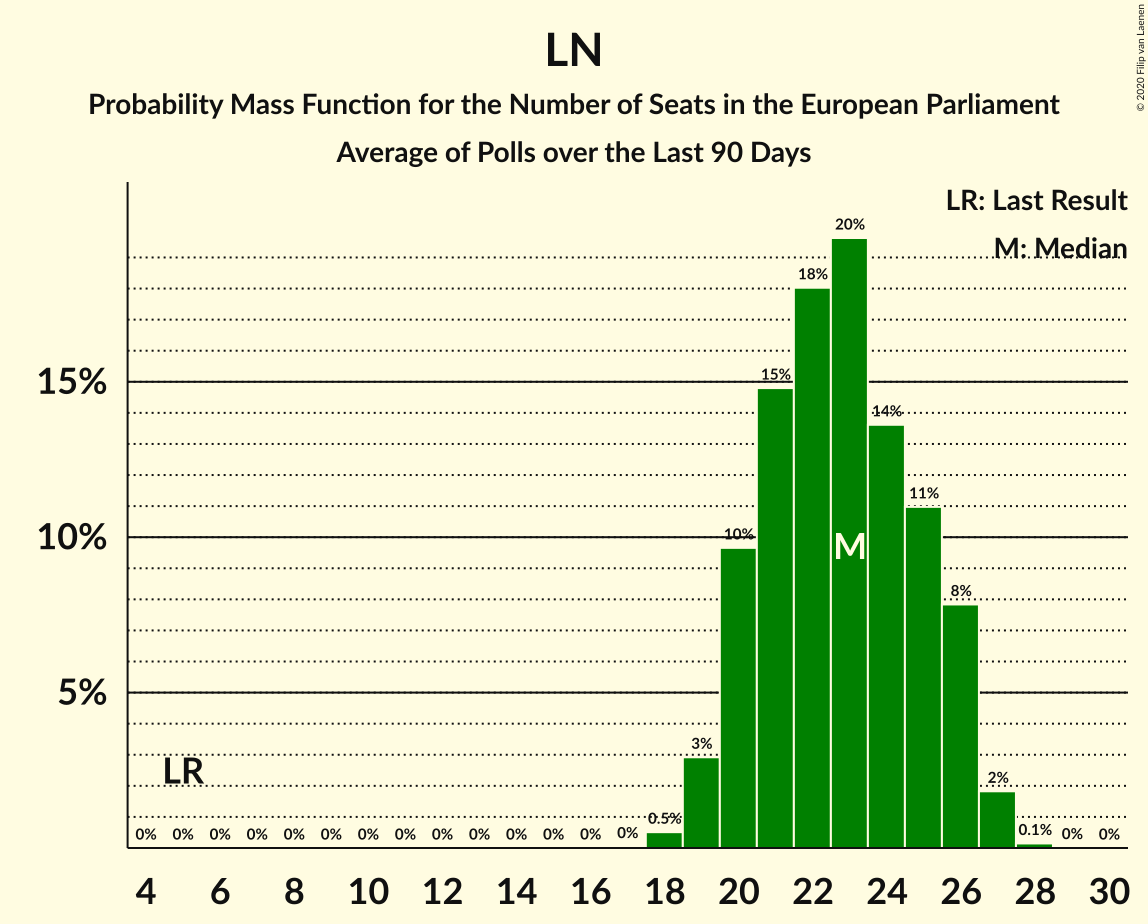 LN
Probability Mass Function for the Number of Seats in the European Parliament
Average of Polls over the Last 90 Days
© 2020 Filip van Laenen
LR: Last Result
M: Median
20%
18%
15%
15%
14%
11%
10%
10%
M
8%
5%
3%
LR
2%
0% 0% 0% 0% 0% 0% 0% 0% 0% 0% 0% 0% 0% 0% 0.5% 0.1% 0% 0%
4 6 8 10 12 14 16 18 20 22 24 26 28 30